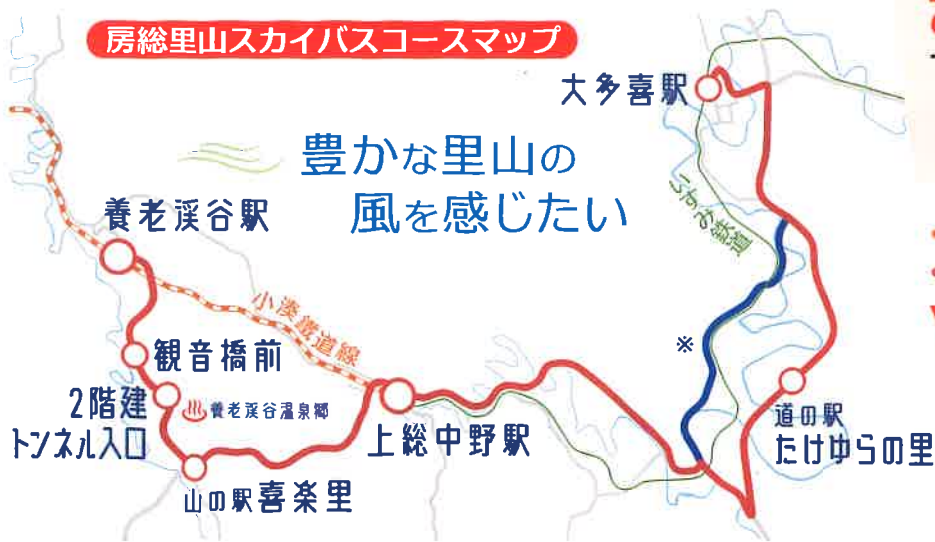 房総里山スカイバスコースマップ
大多喜駅
豊かな里山の
風を感じたい
養老渓谷駅
いすみ鉄道
小湊鐵道線
※
観音橋前
2階建
トンネル入口
養老渓谷温泉郷
上総中野駅
道の駅
たけゆらの里
山の駅喜楽里